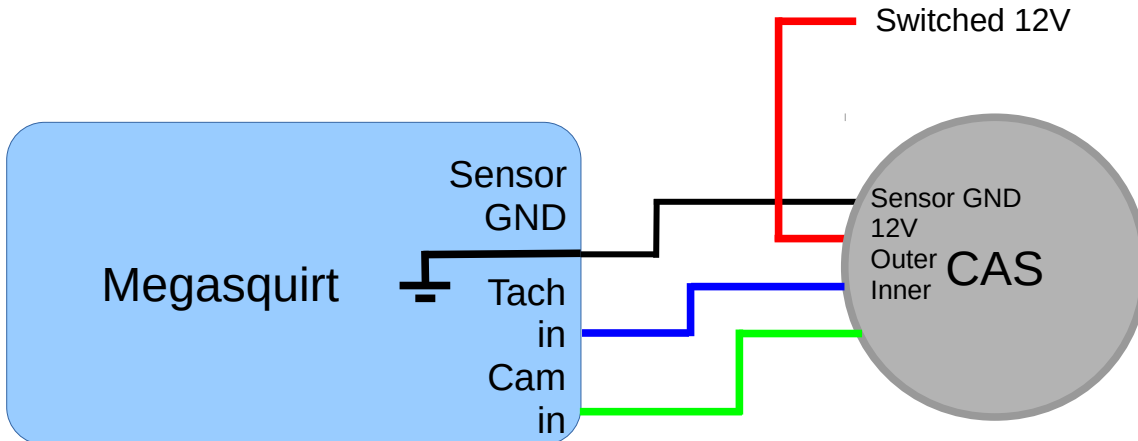 Switched 12V
Sensor
GND
Sensor GND
12V
Outer
Inner
CAS
Megasquirt
Tach
in
Cam
in